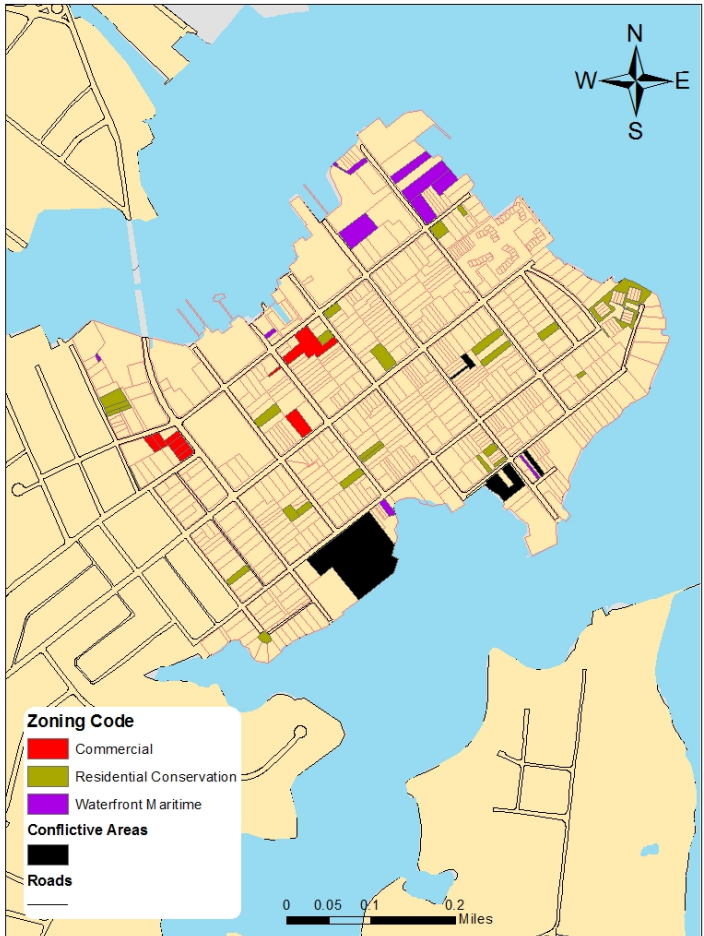 N
W E
S
Zoning Code
Commercial
Residential Conservation
Waterfront Maritime
Conflictive Areas
Roads
0 0.05 0.1 0.2
Miles